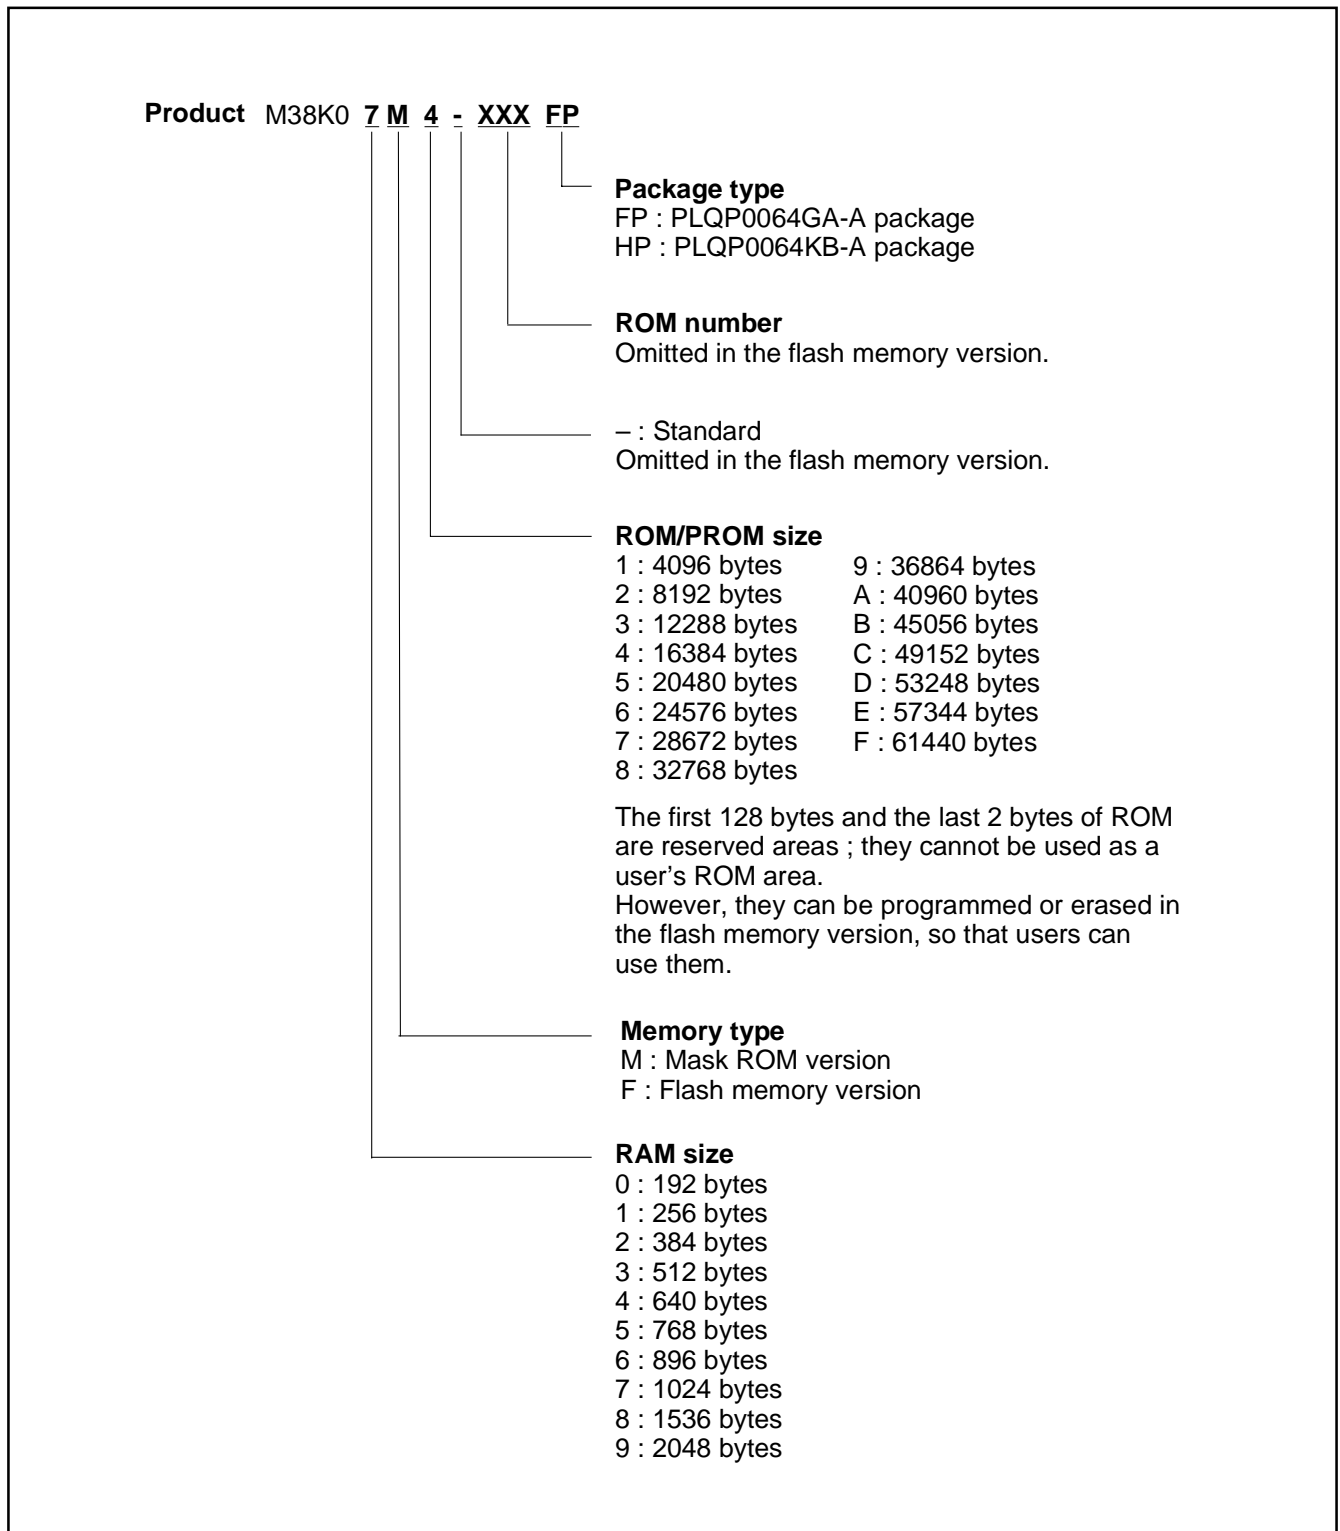 Product M38K0 7 M 4 - XXX FP
Package type
FP : PLQP0064GA-A package
HP : PLQP0064KB-A package
ROM number
Omitted in the flash memory version.
– : Standard
Omitted in the flash memory version.
ROM/PROM size
1 : 4096 bytes
2 : 8192 bytes
3 : 12288 bytes
4 : 16384 bytes
5 : 20480 bytes
6 : 24576 bytes
7 : 28672 bytes
8 : 32768 bytes
9 : 36864 bytes
A : 40960 bytes
B : 45056 bytes
C : 49152 bytes
D : 53248 bytes
E : 57344 bytes
F : 61440 bytes
The first 128 bytes and the last 2 bytes of ROM
are reserved areas ; they cannot be used as a
user’s ROM area.
However, they can be programmed or erased in
the flash memory version, so that users can
use them.
Memory type
M : Mask ROM version
F : Flash memory version
RAM size
0 : 192 bytes
1 : 256 bytes
2 : 384 bytes
3 : 512 bytes
4 : 640 bytes
5 : 768 bytes
6 : 896 bytes
7 : 1024 bytes
8 : 1536 bytes
9 : 2048 bytes